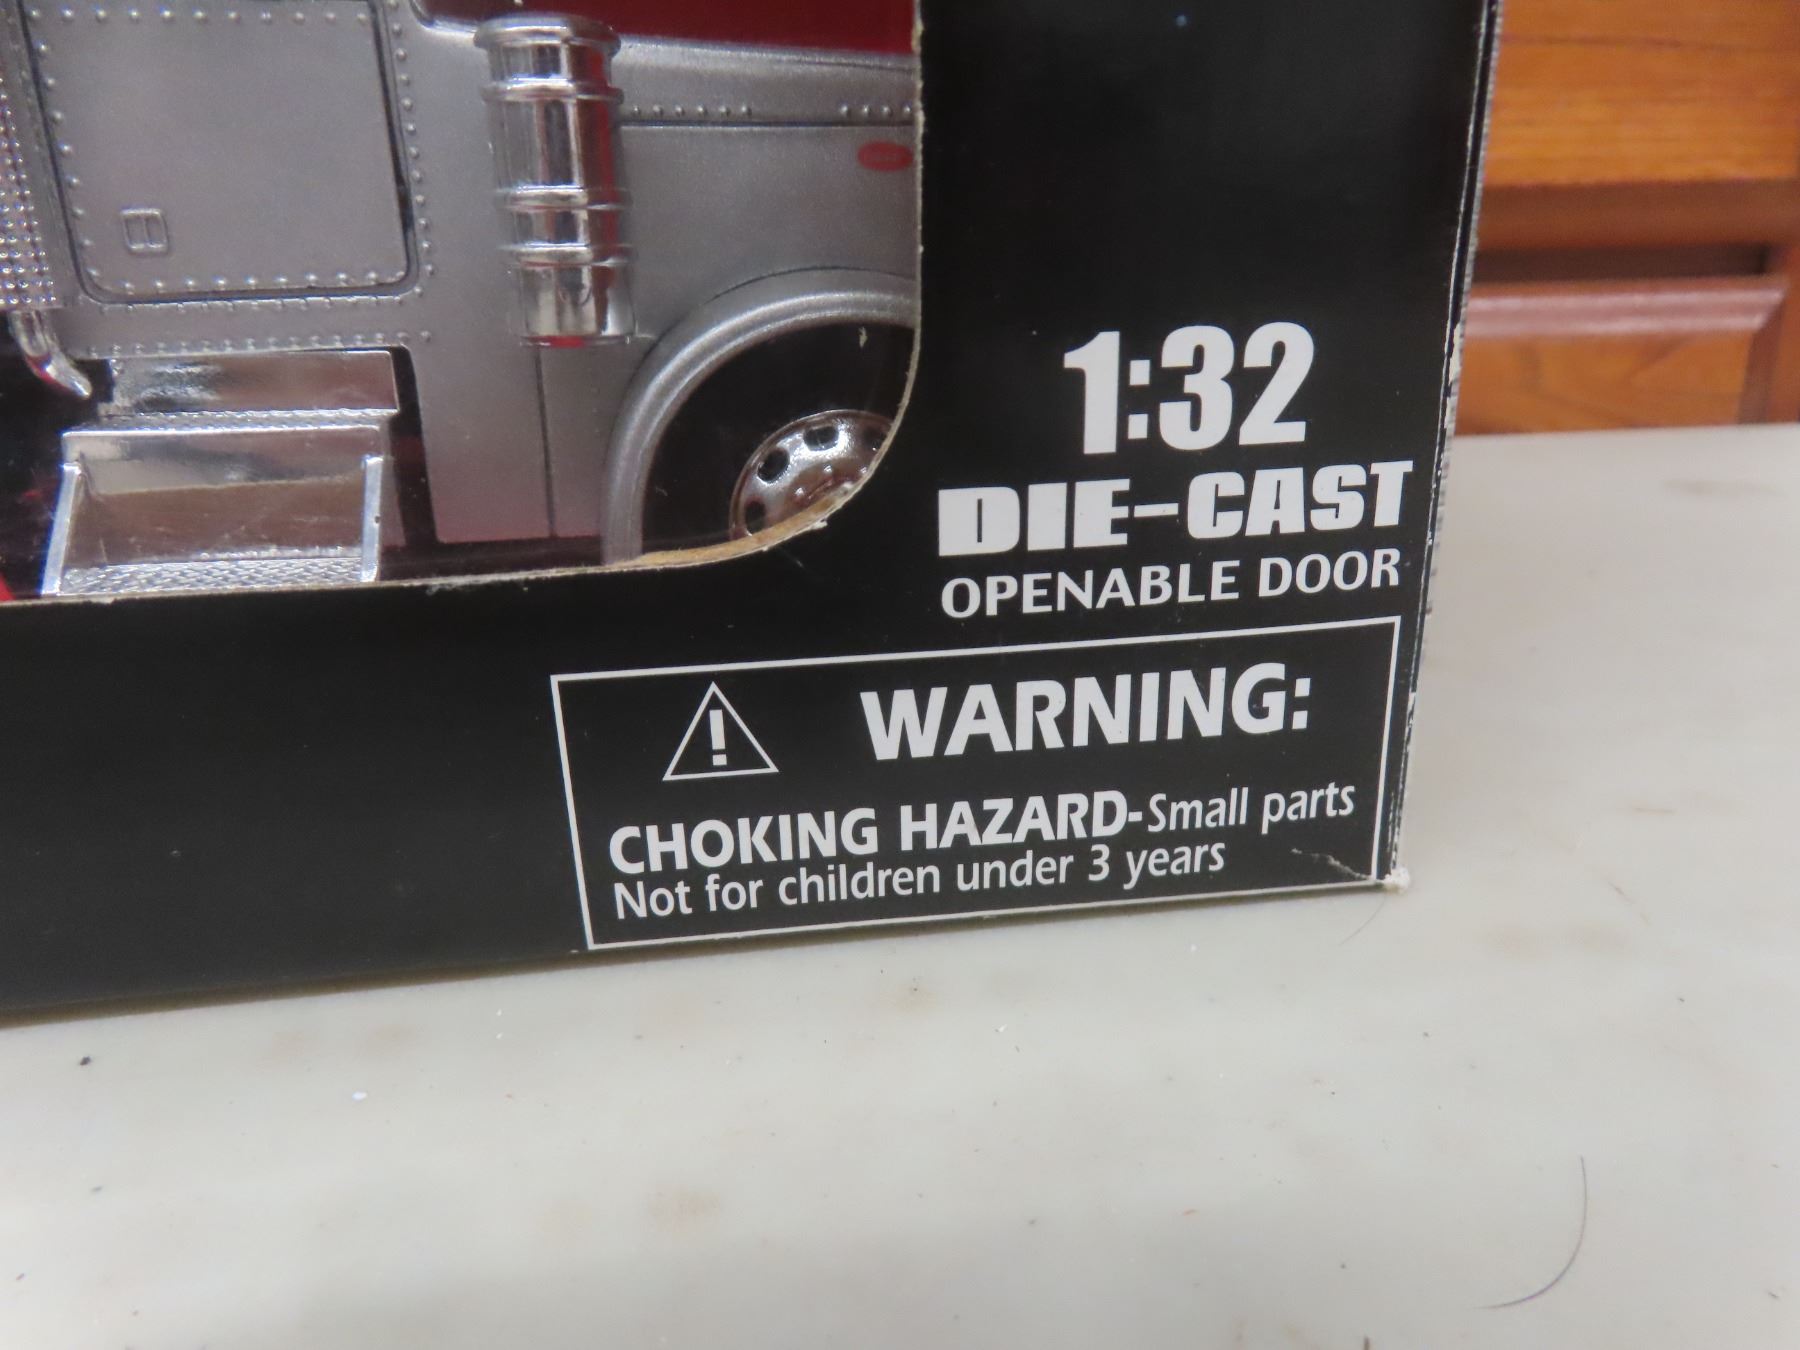 1:32
DIE-CAST
OPENABLE DOOR
WARNING:
CHOKING HAZARD-Small parts
Not for children under 3 years